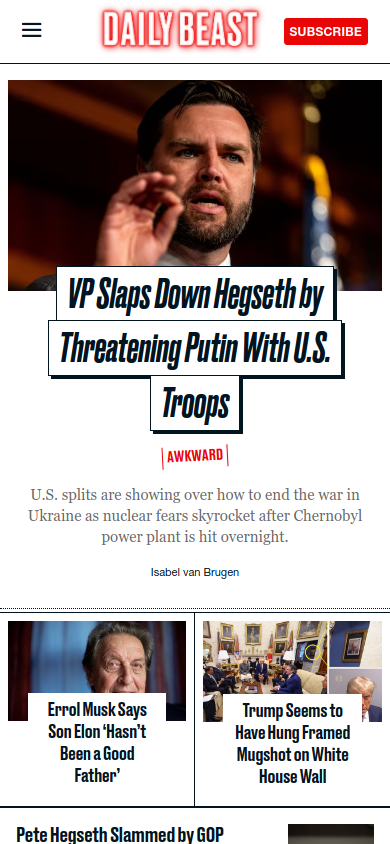 DAILY BEAST
SUBSCRIBE
VP Slaps Down Hegseth by
Threatening Putin With U.S.
Troops
AWKWARD
U.S. splits are showing over how to end the war in
Ukraine as nuclear fears skyrocket after Chernobyl
power plant is hit overnight.
Isabel van Brugen
Errol Musk Says
Son Elon ‘Hasn’t
Been a Good
Father’
Trump Seems to
Have Hung Framed
Mugshot on White
House Wall
Pete Hegseth Slammed by GOP